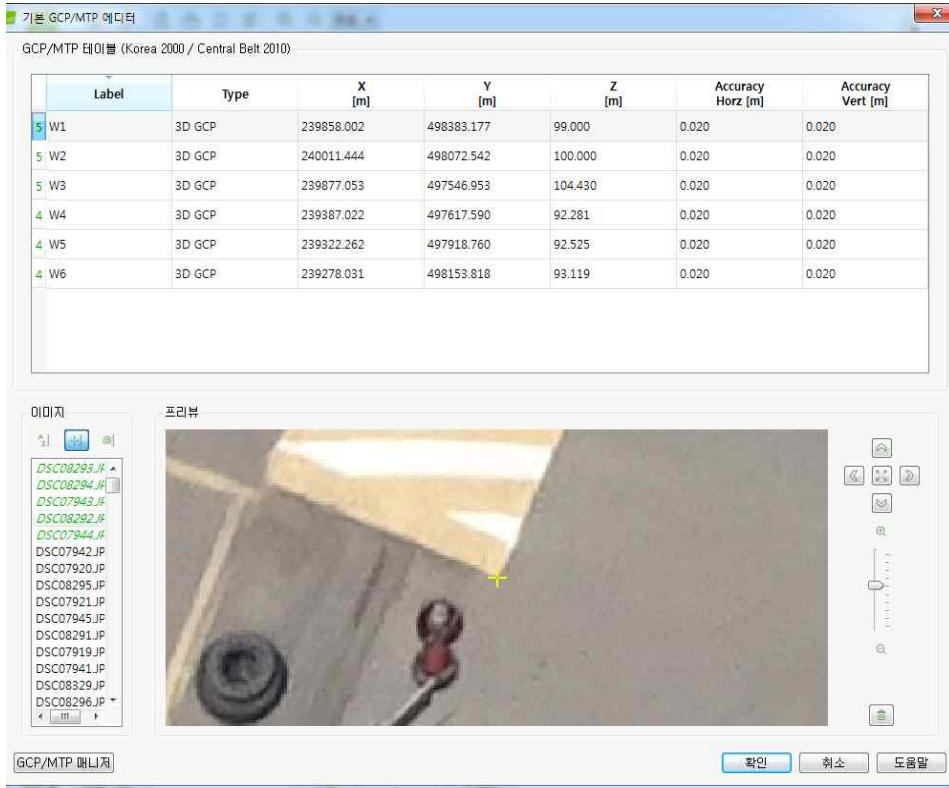 기본 GCP/MTP 에디터
GCP/MTP 테이블 (Korea 2000 / Central Belt 2010)
Label Type X [m] Y [m] Z [m] Accuracy Horz [m] Accuracy Vert [m]
5 W1 3D GCP 239858.002 498383.177 99.000 0.020 0.020
5 W2 3D GCP 240011.444 498072.542 100.000 0.020 0.020
5 W3 3D GCP 239877.053 497546.953 104.430 0.020 0.020
4 W4 3D GCP 239387.022 497617.590 92.281 0.020 0.020
4 W5 3D GCP 239322.262 497918.760 92.525 0.020 0.020
4 W6 3D GCP 239278.031 498153.818 93.119 0.020 0.020
이미지
프리뷰
DSC08293.JP
DSC08294.JP
DSC07943.JP
DSC08292.JP
DSC07944.JP
DSC07942.JP
DSC07920.JP
DSC08295.JP
DSC07921.JP
DSC07945.JP
DSC08291.JP
DSC07919.JP
DSC07941.JP
DSC08329.JP
DSC08296.JP
GCP/MTP 매니저
확인 취소 도움말